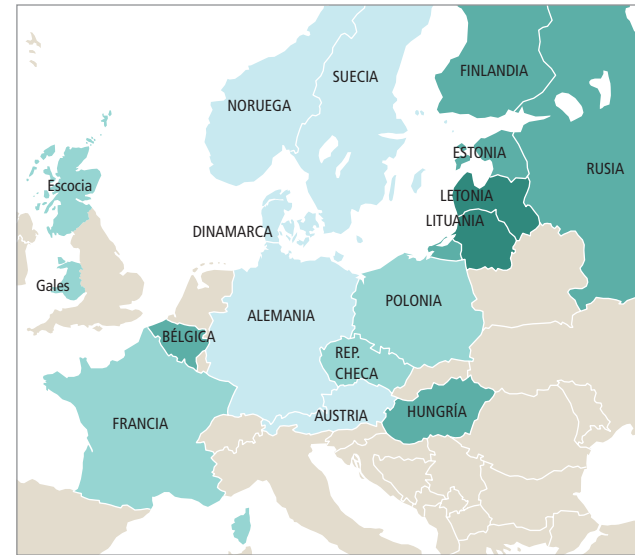 SUECIA
FINLANDIA
NORUEGA
ESTONIA
RUSIA
Escocia
LETONIA
LITUANIA
DINAMARCA
Gales
ALEMANIA
POLONIA
BÉLGICA
REP.
CHECA
AUSTRIA
HUNGRÍA
FRANCIA